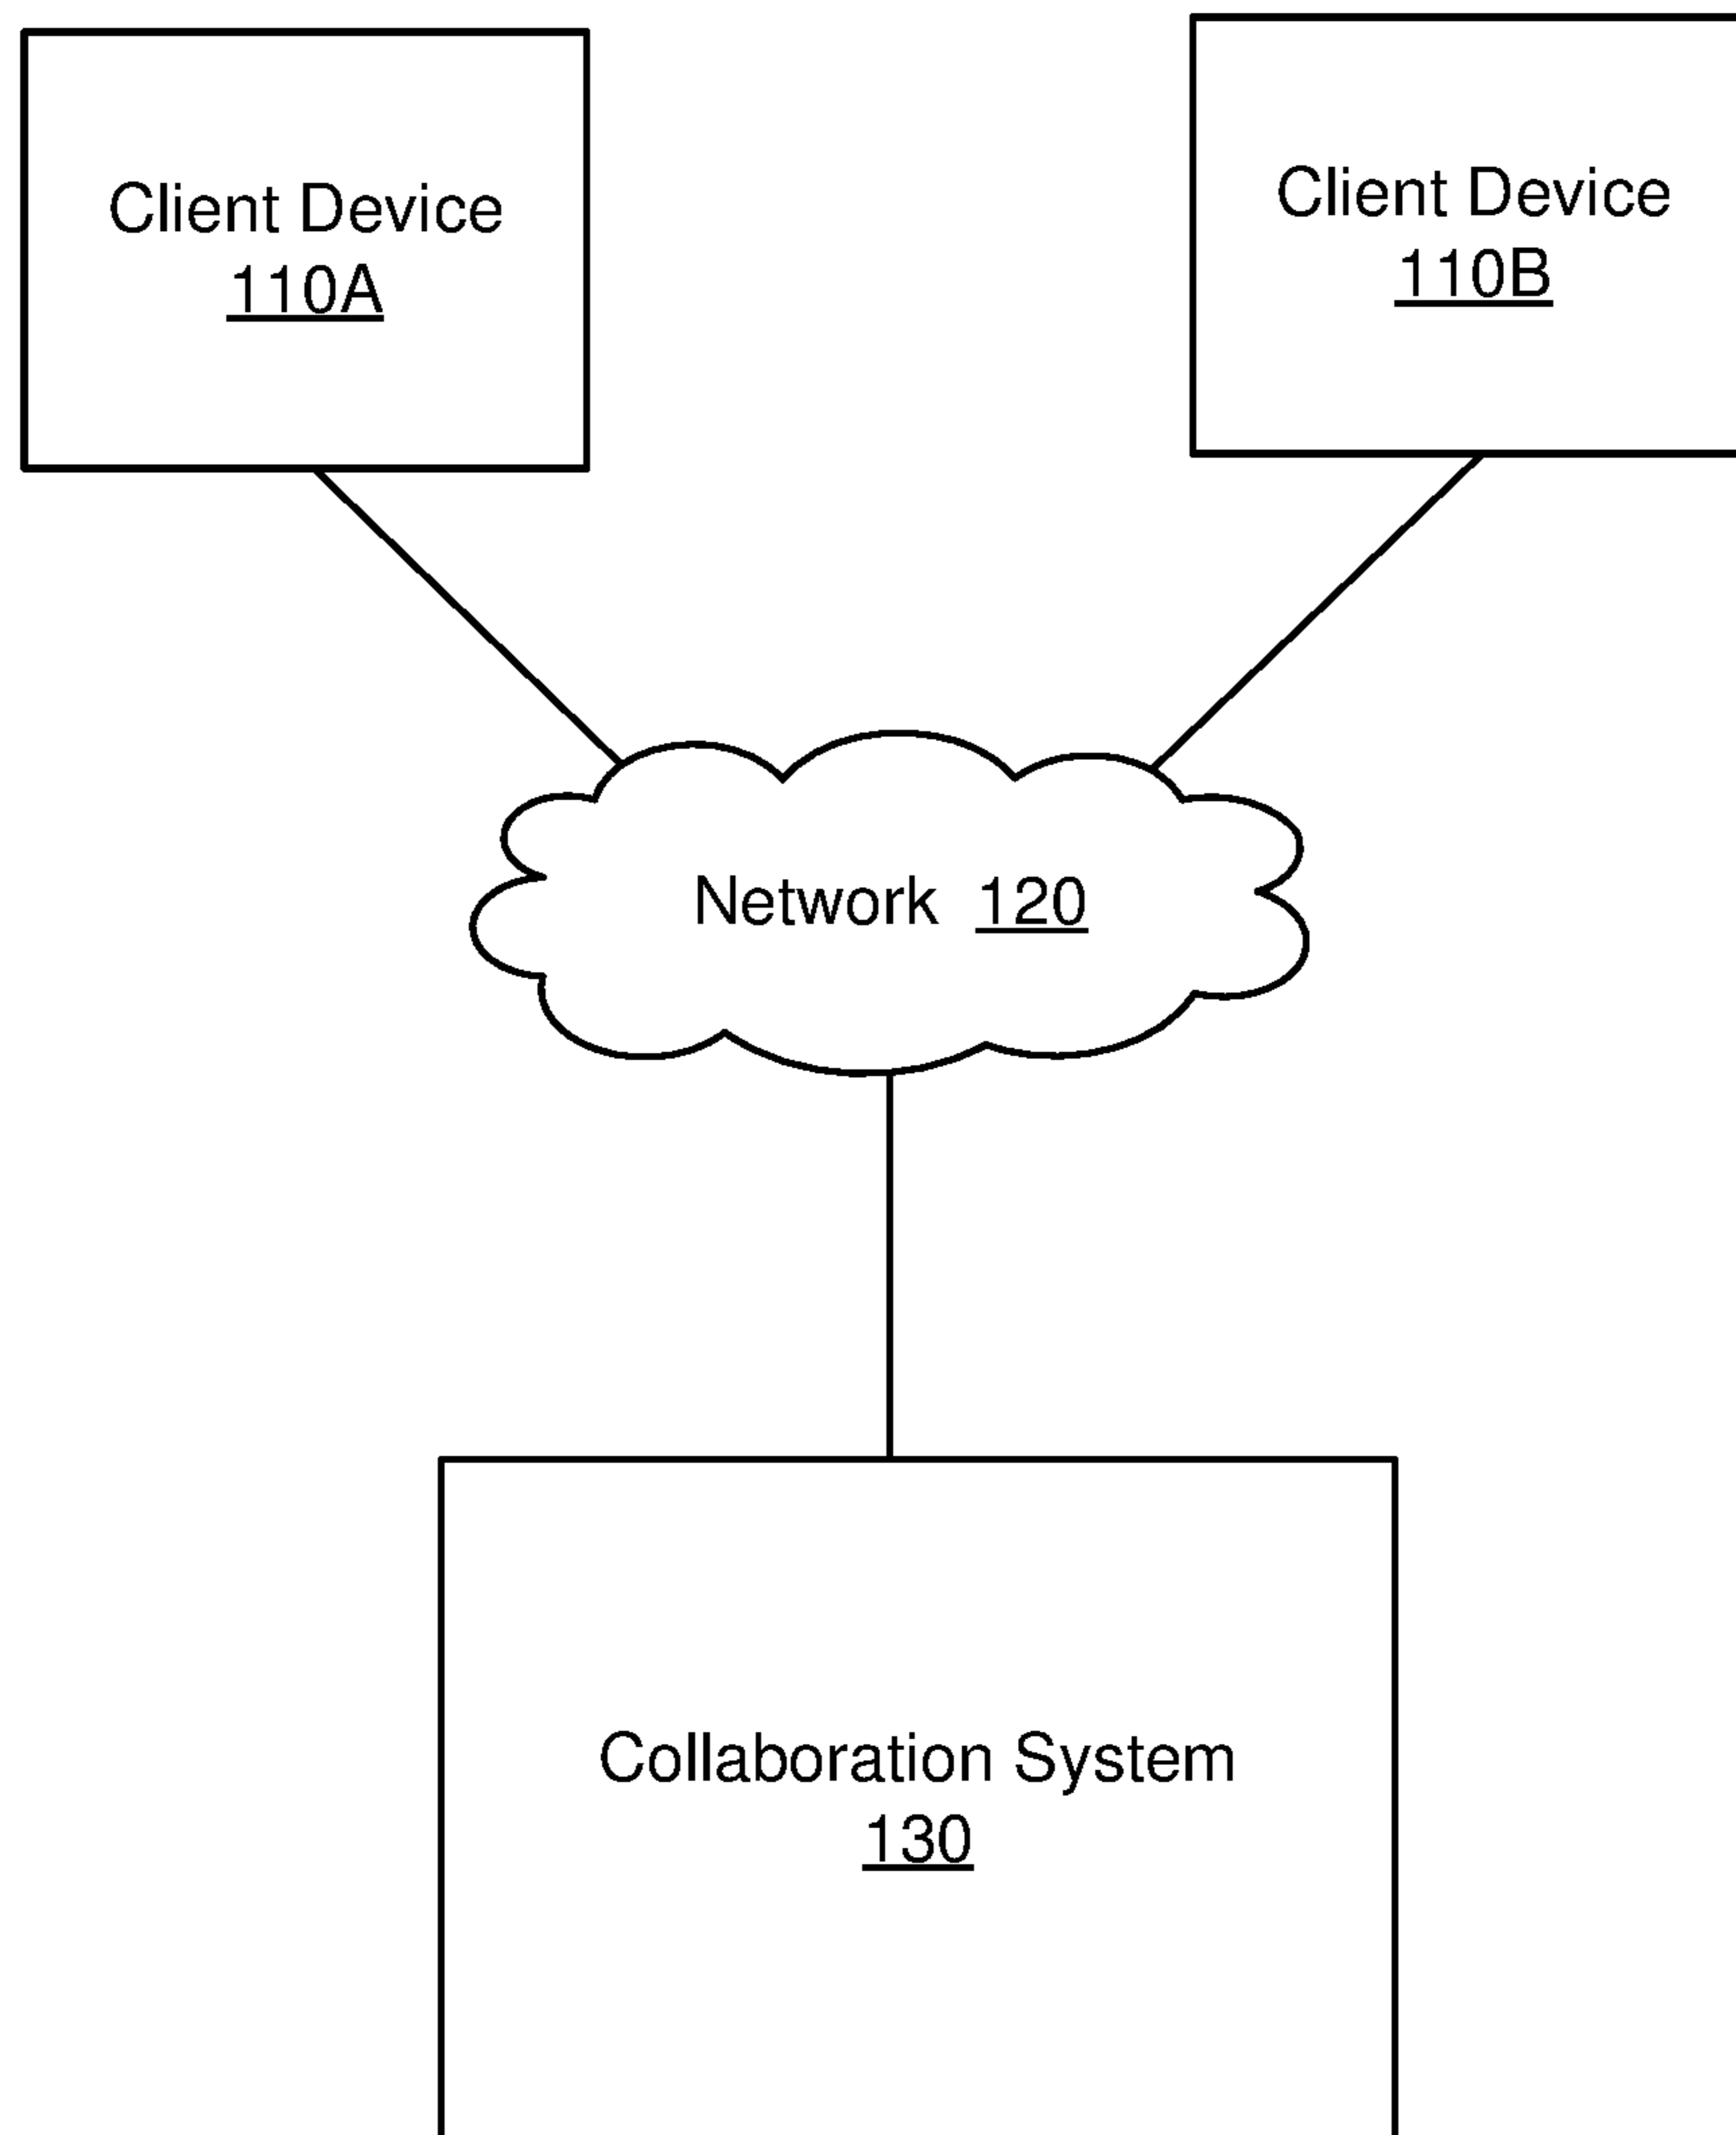 Client Device
110A
Client Device
110B
Network 120
Collaboration System
130